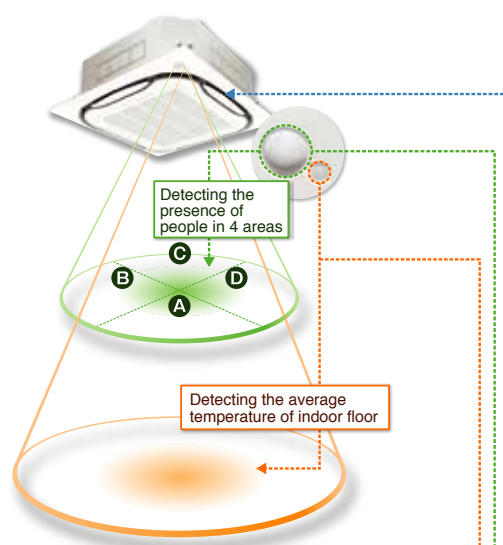 Detecting the
presence of
people in 4 areas
C
B
D
A
Detecting the average
temperature of indoor floor